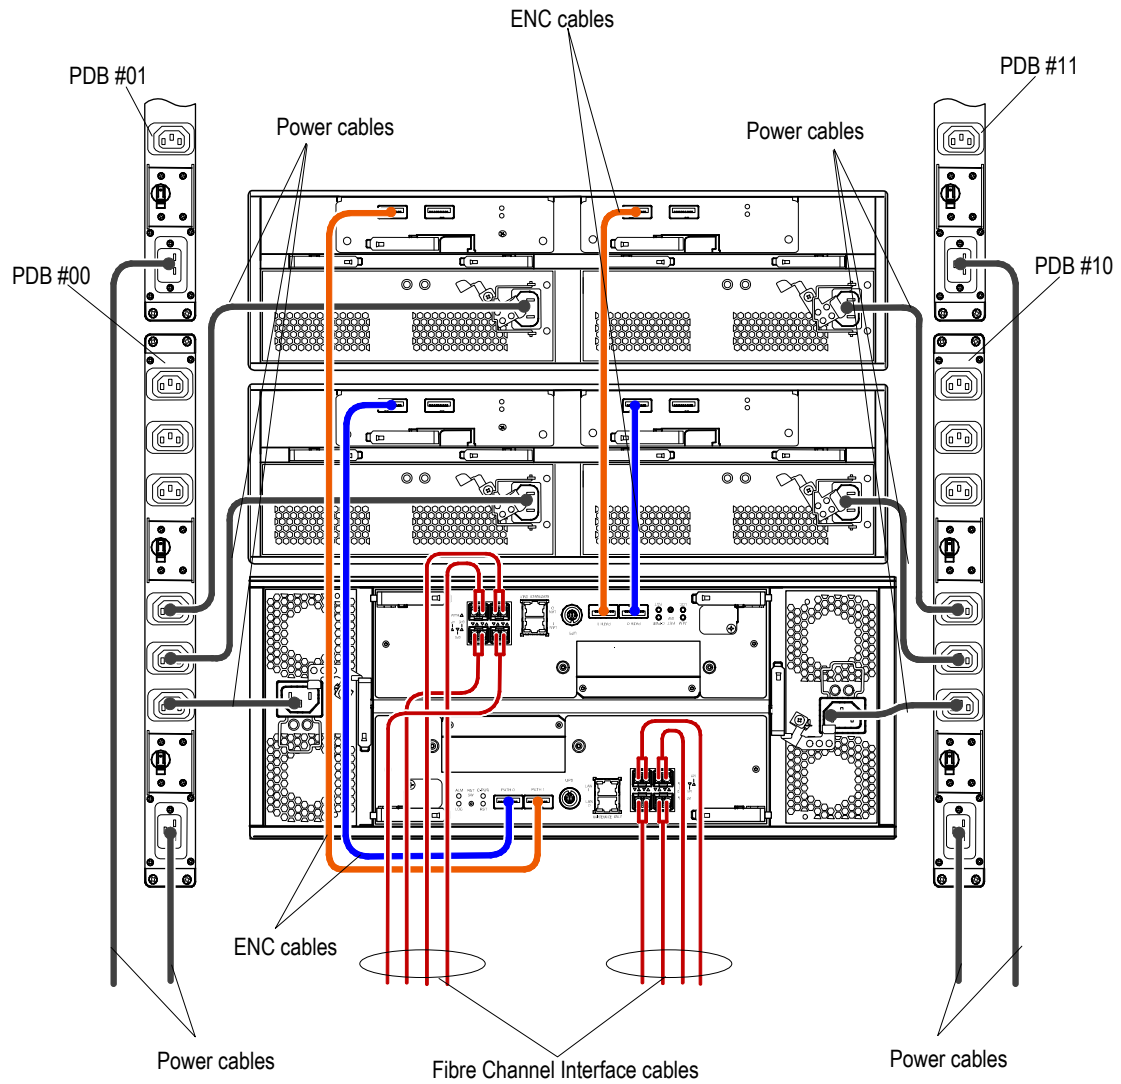 ENC cables
PDB #01
PDB #11
Power cables
Power cables
PDB #00
PDB #10
ENC cables
Power cables
Fibre Channel Interface cables
Power cables